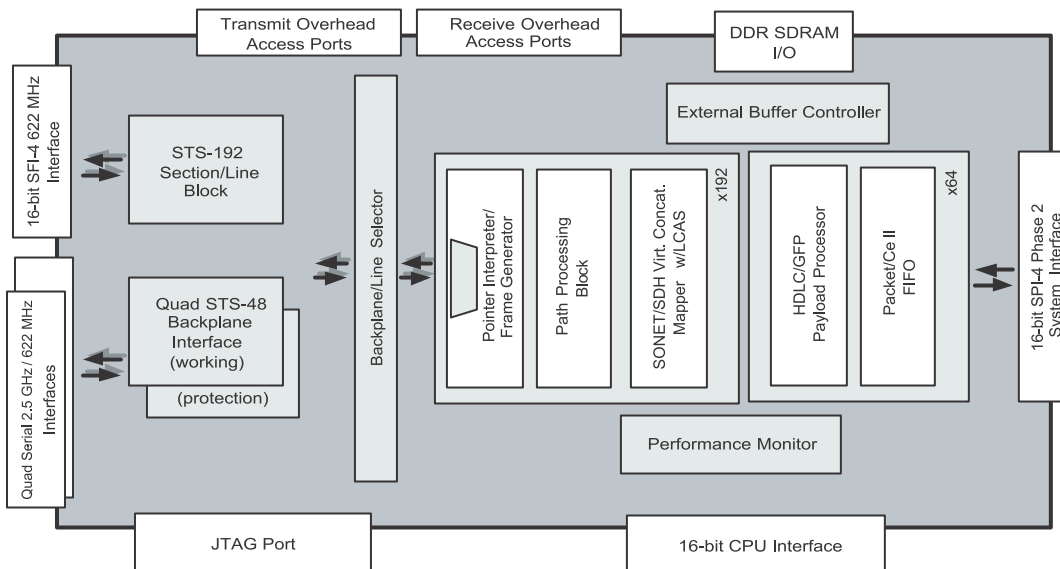 Transmit Overhead
Access Ports
Receive Overhead
Access Ports
DDR SDRAM
I/O
16-bit SFI-4 622 MHz
Interface
STS-192
Section/Line
Block
Quad Serial 2.5 GHz / 622 MHz
Interfaces
Quad STS-48
Backplane
Interface
(working)
(protection)
Backplane/Line Selector
External Buffer Controller
x192
Pointer Interpreter/
Frame Generator
Path Processing
Block
SONET/SDH Virt. Concat.
Mapper w/LCAS
x64
HDLC/GFP
Payload Processor
Packet/Ce ll
FIFO
16-bit SPI-4 Phase 2
System Interface
Performance Monitor
JTAG Port
16-bit CPU Interface